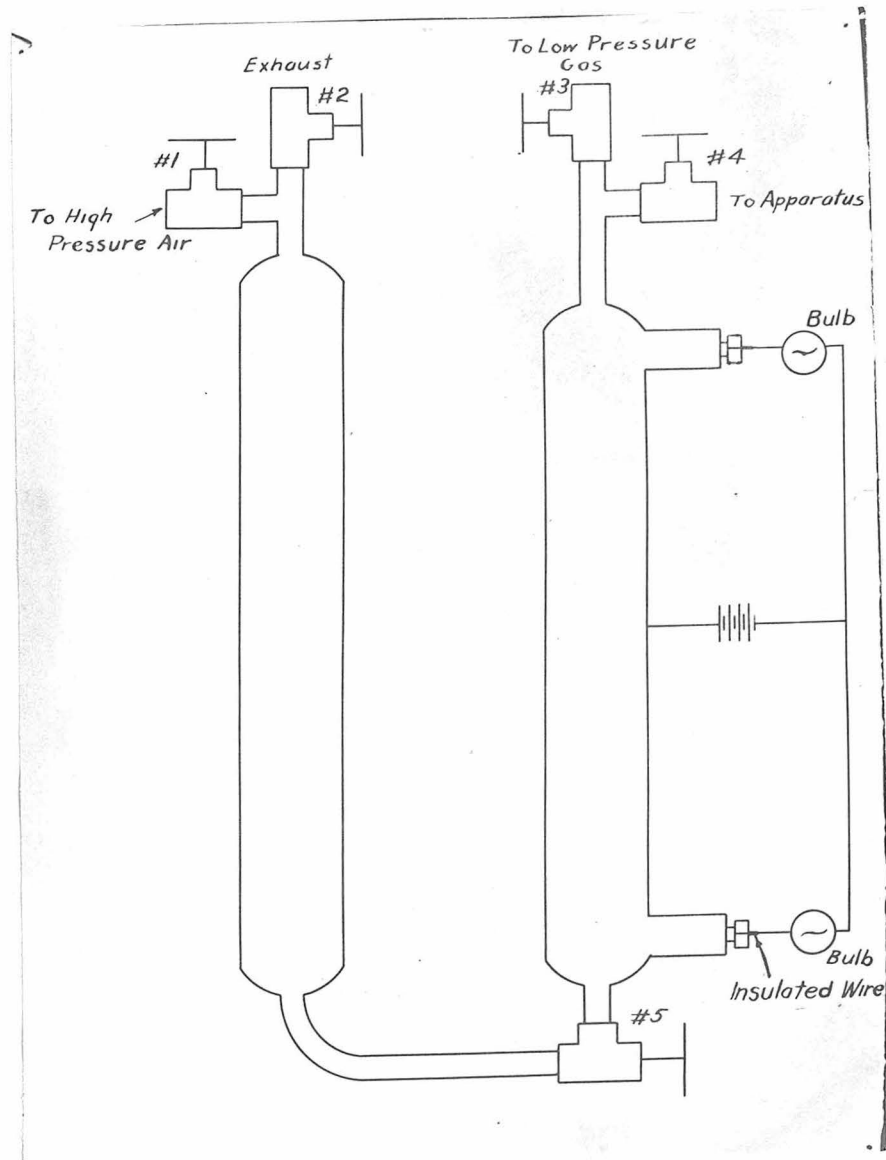 Exhaust
To Low Pressure
Gas
#2
#3
#1
#4
To High
Pressure Air
To Apparatus
Bulb
Bulb
Insulated Wire
#5